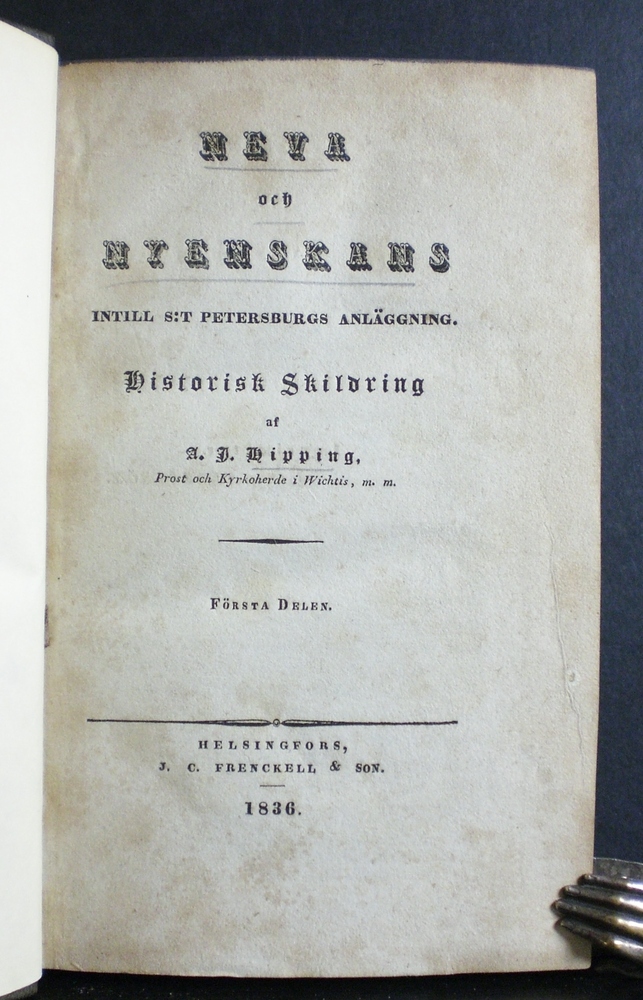 NEVA
och
NYENSKANS
INTILL S:T PETERSBURGS ANLÄGGNING.
Historisk Skildring
af
A. J. Hipping,
Prost och Kyrkoherde i Wichtis, m. m.
FÖRSTA DELEN.
HELSINGFORS,
J. C. FRENCKELL & SON.
1836.